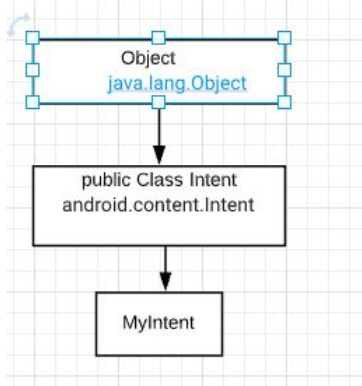 Object
java.lang.Object
public Class Intent
android.content.Intent
MyIntent